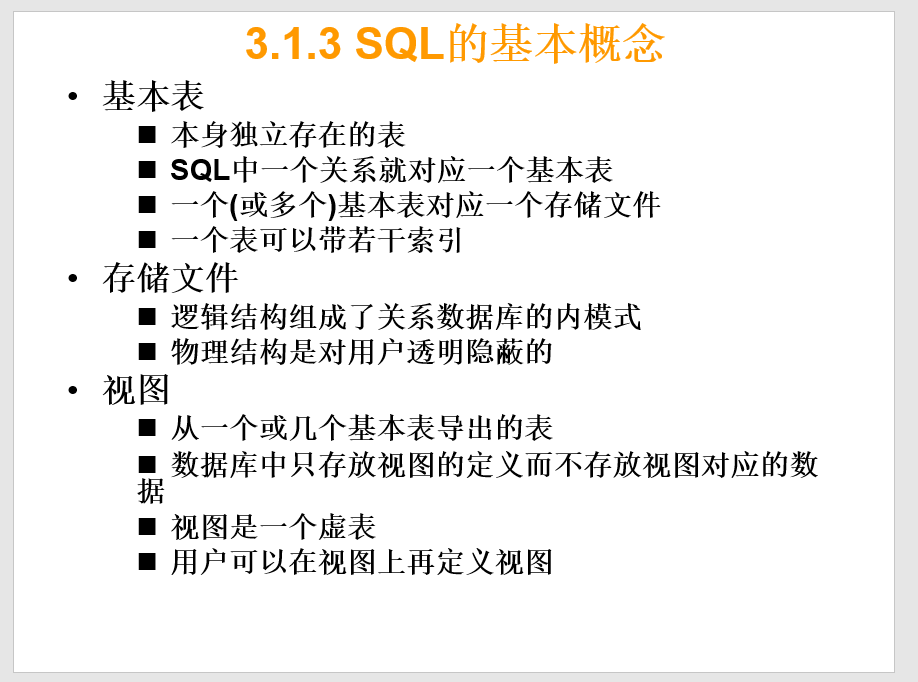 3.1.3 SQL的基本概念
• 基本表
■ 本身独立存在的表
■ SQL中一个关系就对应一个基本表
■ 一个(或多个)基本表对应一个存储文件
■ 一个表可以带若干索引
• 存储文件
■ 逻辑结构组成了关系数据库的内模式
■ 物理结构是对用户透明隐蔽的
• 视图
■ 从一个或几个基本表导出的表
■ 数据库中只存放视图的定义而不存放视图对应的数
据
■ 视图是一个虚表
■ 用户可以在视图上再定义视图